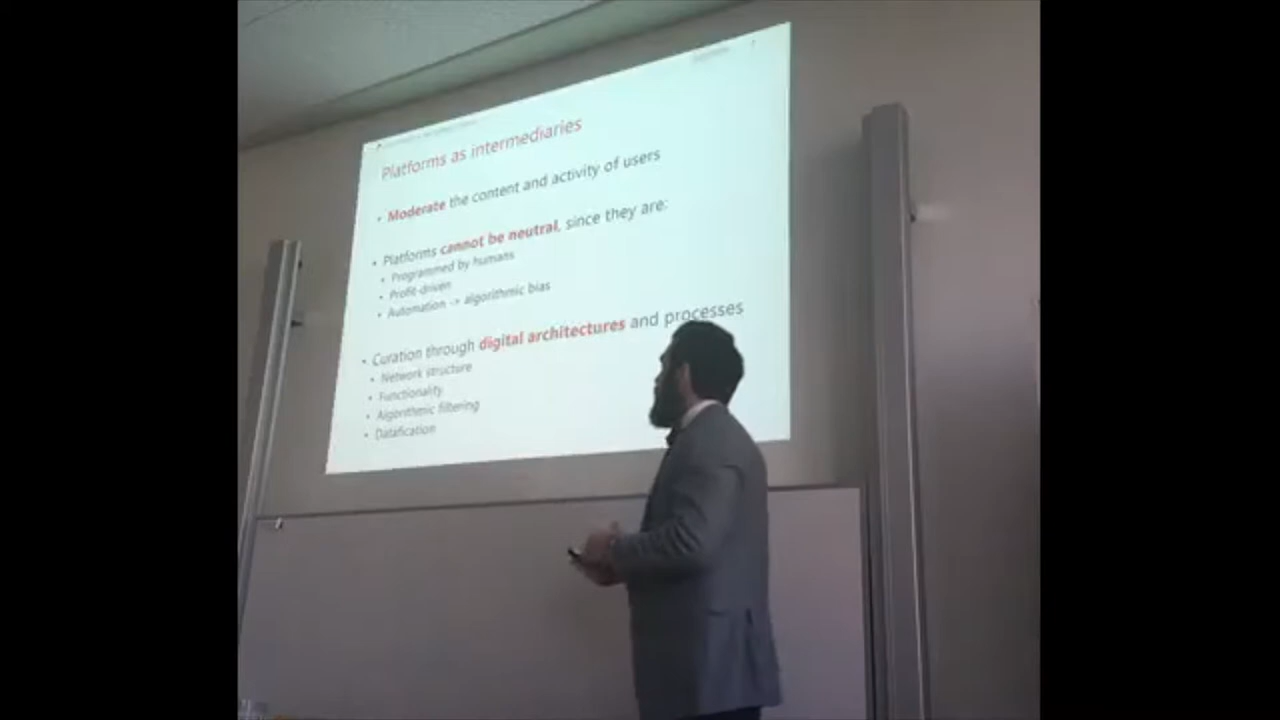 Platforms as intermediaries
• Moderate the content and activity of users
• Platforms cannot be neutral, since they are:
• Programmed by humans
• Profit-driven
• Automation -> algorithmic bias
• Curation through digital architectures and processes
• Network structure
• Functionality
• Algorithmic filtering
• Datafication